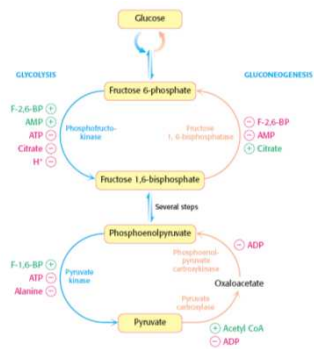 Glucose
GLYCOLYSIS
GLUCONEOGENESIS
Fructose 6-phosphate
F-2,6-BP +
AMP +
ATP −
Citrate −
H+ −
Phosphofructo-
kinase
Fructose
1, 6-bisphosphatase
− F-2,6-BP
− AMP
+ Citrate
Fructose 1,6-bisphosphate
Several steps
Phosphoenolpyruvate
− ADP
Phosphoenol-
pyruvate
carboxykinase
F-1,6-BP +
ATP −
Alanine −
Pyruvate
kinase
Oxaloacetate
Pyruvate
carboxylase
Pyruvate
+ Acetyl CoA
− ADP